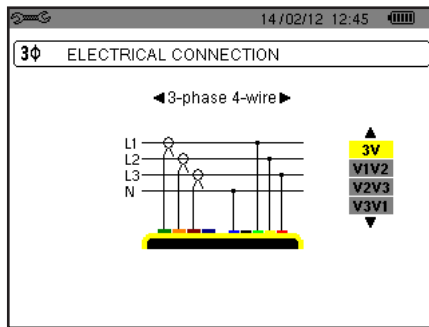 14/02/12 12:45
3Φ ELECTRICAL CONNECTION
◄3-phase 4-wire►
L1
L2
L3
N
3V
V1V2
V2V3
V3V1